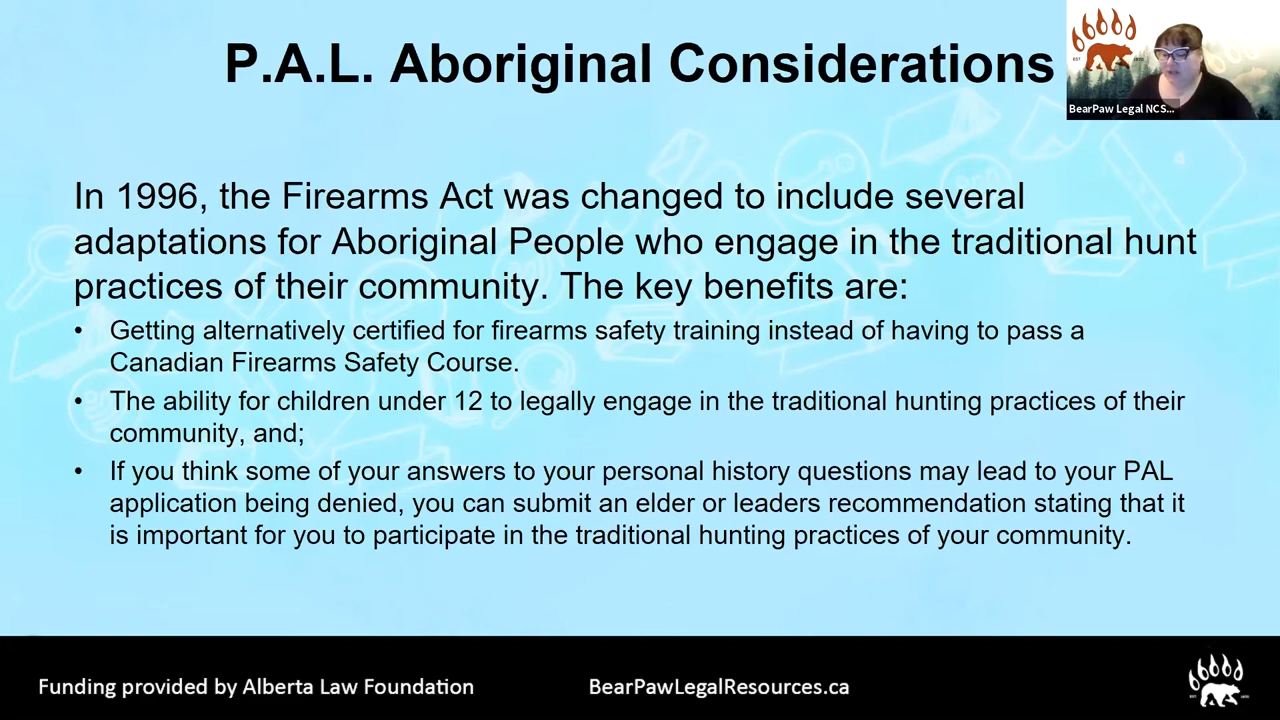 P.A.L. Aboriginal Considerations
BearPaw Legal NCS...
In 1996, the Firearms Act was changed to include several
adaptations for Aboriginal People who engage in the traditional hunt
practices of their community. The key benefits are:
• Getting alternatively certified for firearms safety training instead of having to pass a
Canadian Firearms Safety Course.
• The ability for children under 12 to legally engage in the traditional hunting practices of their
community, and;
• If you think some of your answers to your personal history questions may lead to your PAL
application being denied, you can submit an elder or leaders recommendation stating that it
is important for you to participate in the traditional hunting practices of your community.
Funding provided by Alberta Law Foundation
BearPawLegalResources.ca